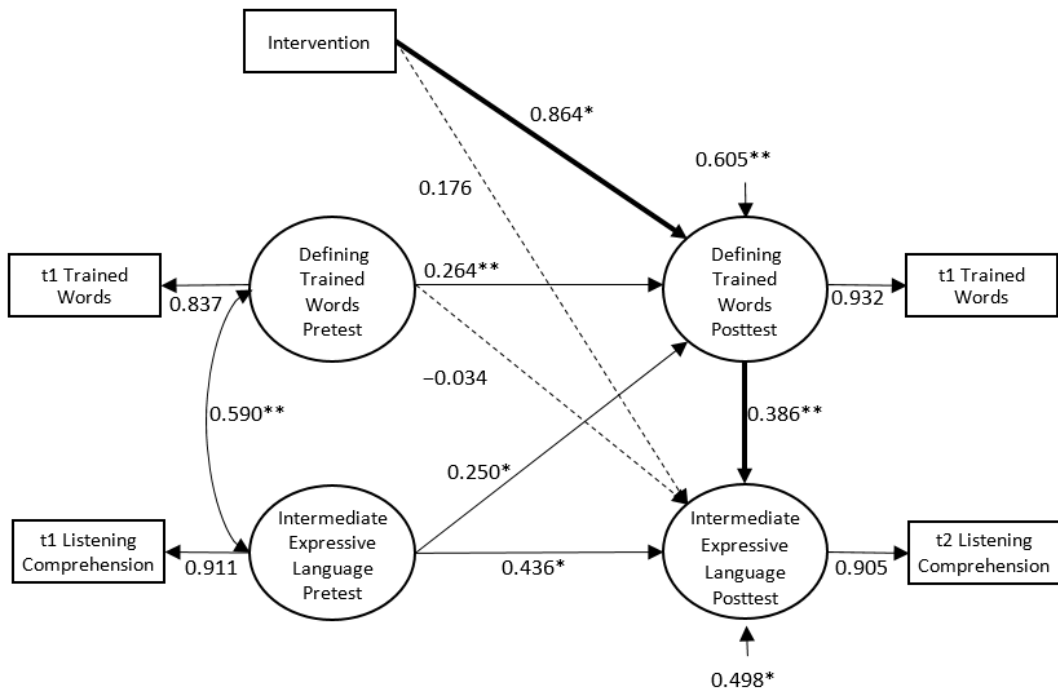 Intervention
0.864*
0.605**
0.176
t1 Trained
Words
0.837
Defining
Trained
Words
Pretest
0.264**
Defining
Trained
Words
Posttest
0.932
t1 Trained
Words
−0.034
0.590**
0.386**
0.250*
t1 Listening
Comprehension
0.911
Intermediate
Expressive
Language
Pretest
0.436*
Intermediate
Expressive
Language
Posttest
0.905
t2 Listening
Comprehension
0.498*